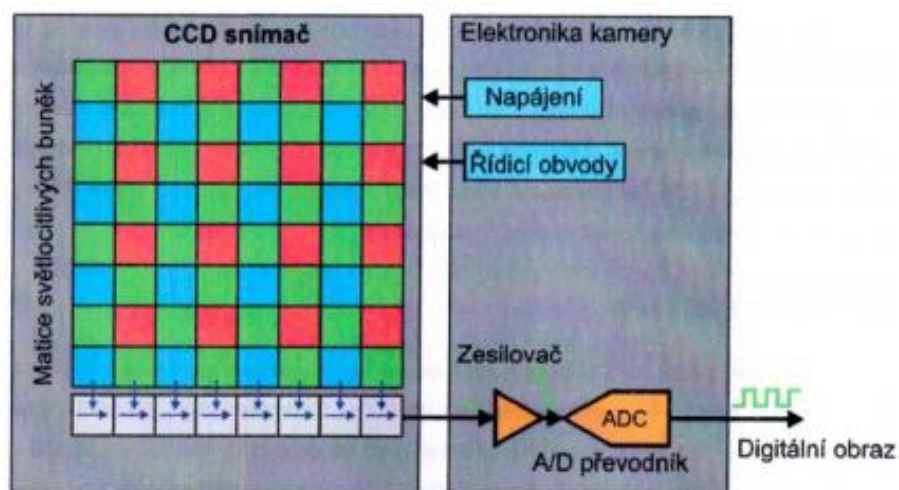 CCD snímač
Matice světlocitlivých buněk
Elektronika kamery
Napájení
Řídicí obvody
Zesilovač
ADC
A/D převodník
Digitální obraz